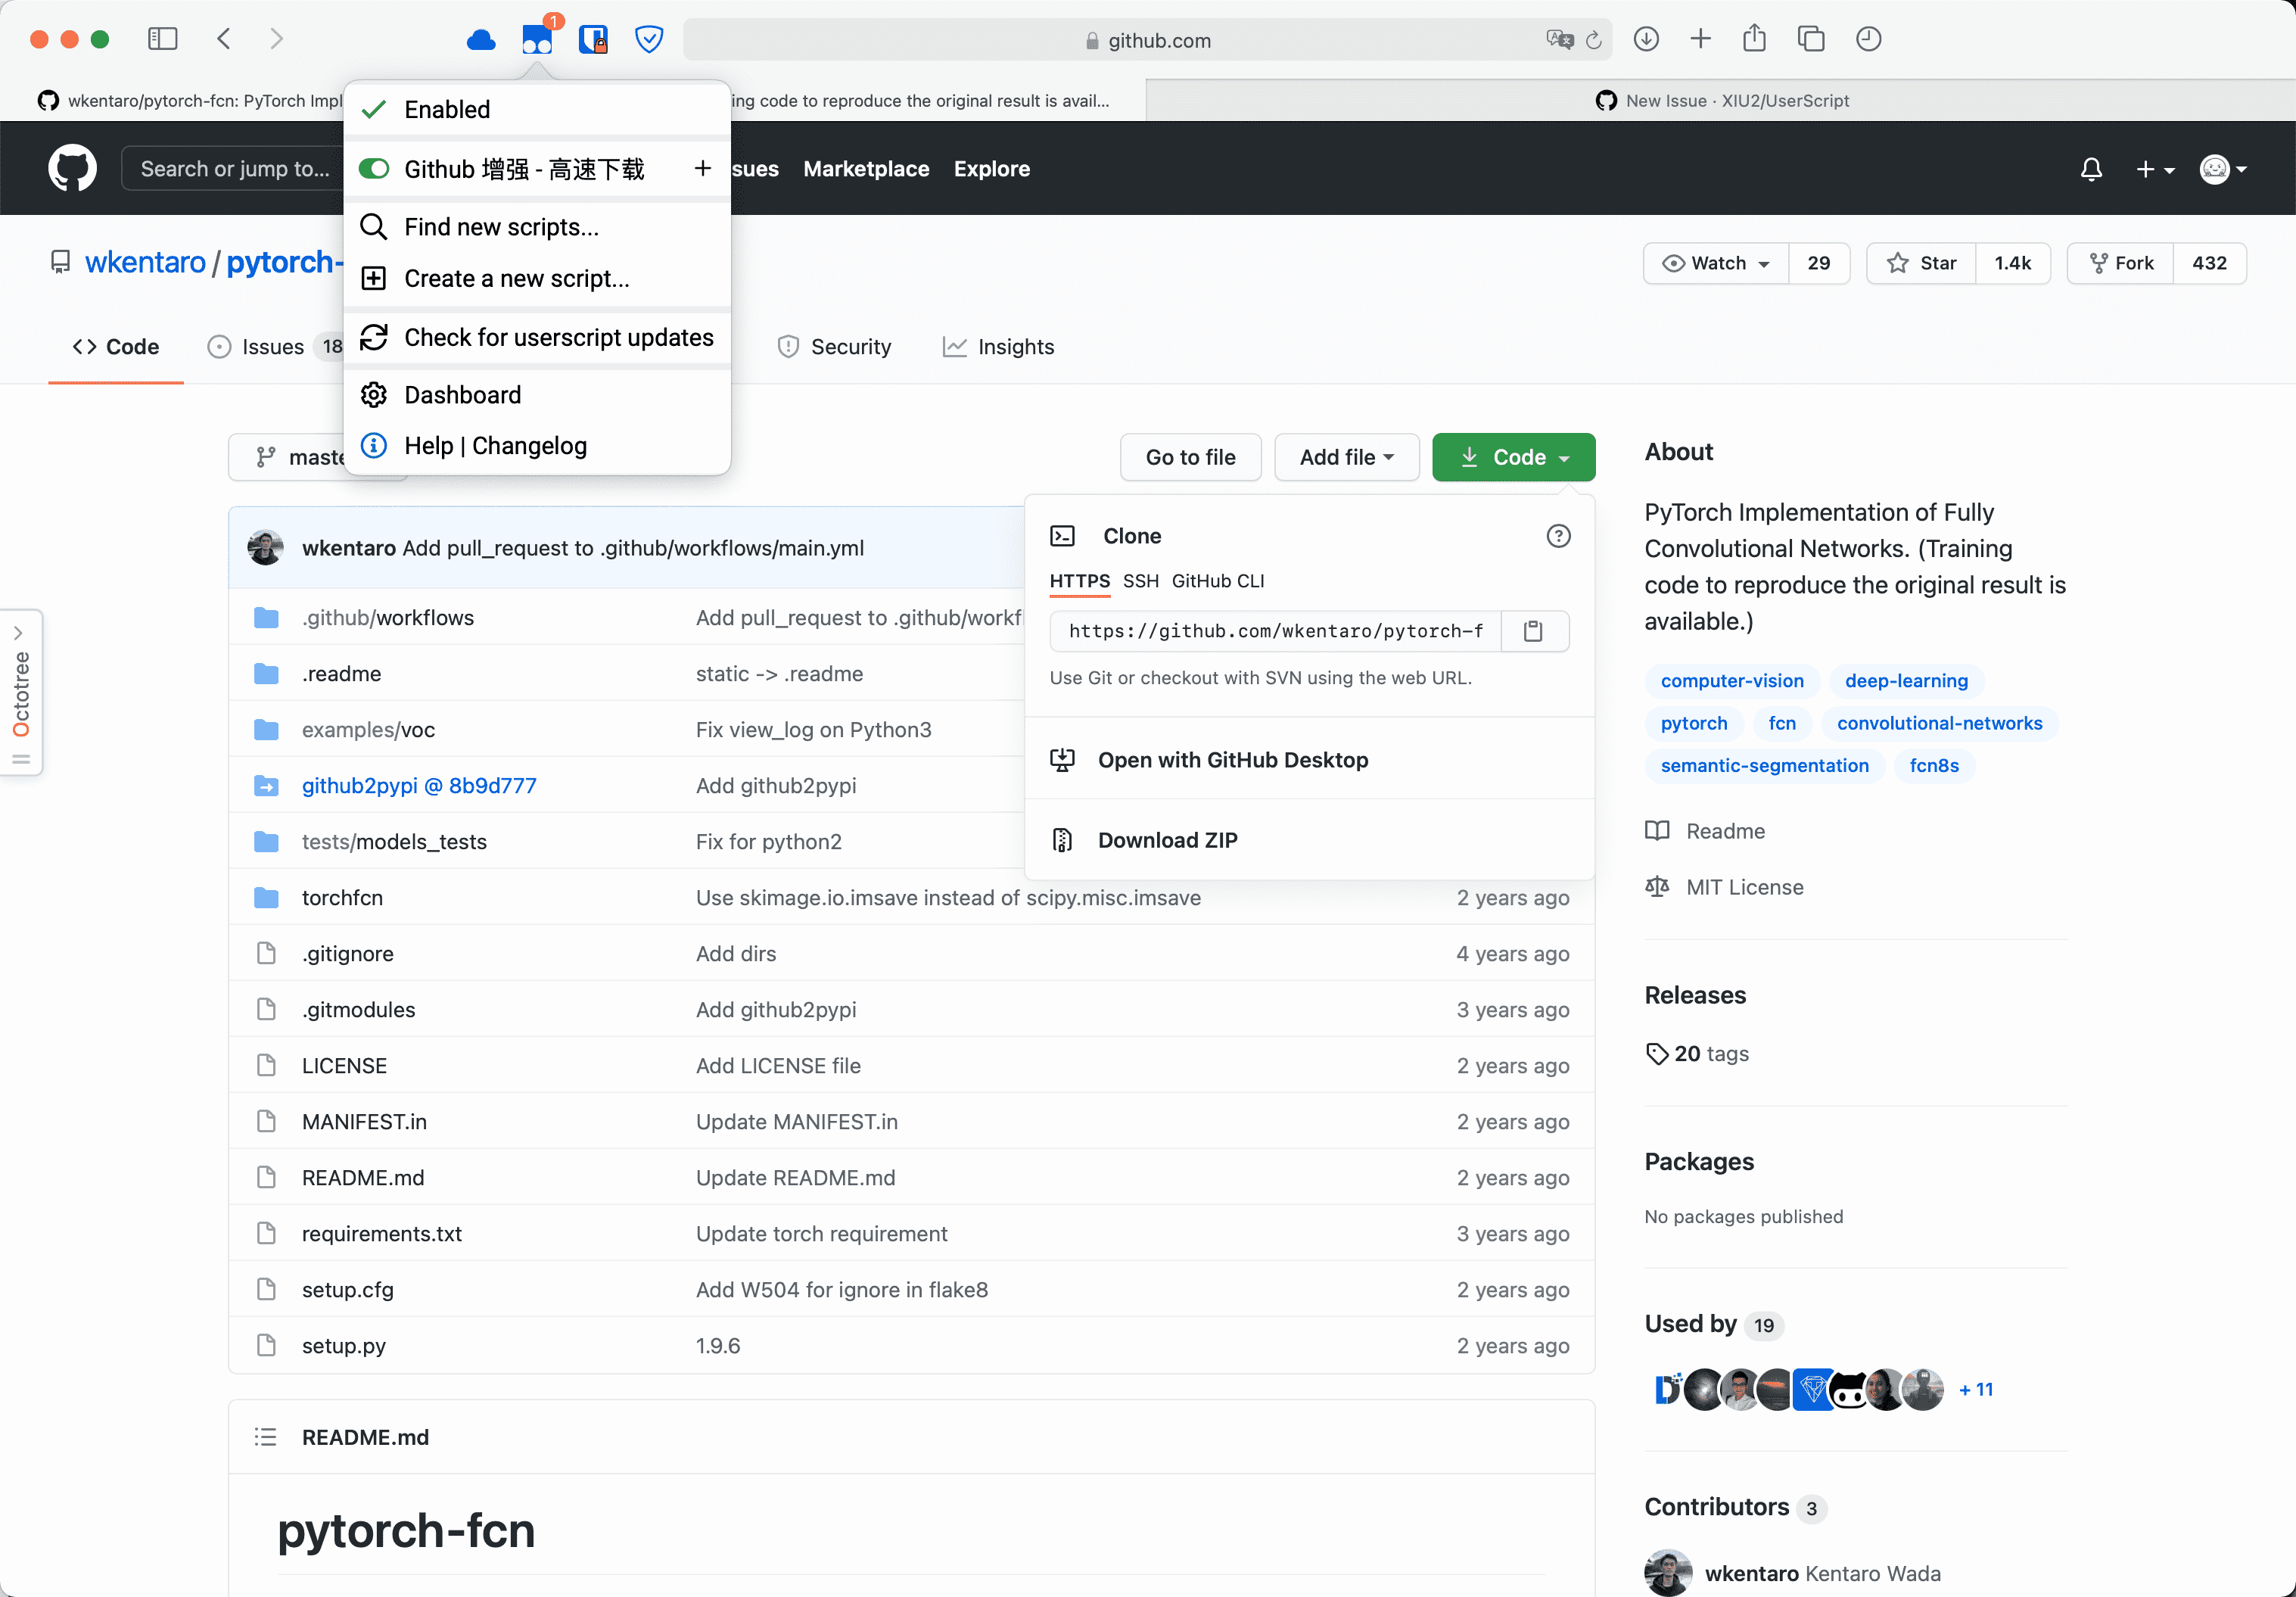 1
github.com
wkentaro/pytorch-fcn: PyTorch Impl
ing code to reproduce the original result is avail...
New Issue · XIU2/UserScript
Enabled
Github 增强 - 高速下载
Find new scripts...
Create a new script...
Check for userscript updates
Dashboard
Help | Changelog
Search or jump to...
sues
Marketplace
Explore
wkentaro / pytorch-
Watch
29
Star
1.4k
Fork
432
Code
Issues
18
Security
Insights
maste
Go to file
Add file
Code
wkentaro Add pull_request to .github/workflows/main.yml
.github/workflows
Add pull_request to .github/workfl
.readme
static -> .readme
examples/voc
Fix view_log on Python3
github2pypi @ 8b9d777
Add github2pypi
tests/models_tests
Fix for python2
torchfcn
Use skimage.io.imsave instead of scipy.misc.imsave
2 years ago
.gitignore
Add dirs
4 years ago
.gitmodules
Add github2pypi
3 years ago
LICENSE
Add LICENSE file
2 years ago
MANIFEST.in
Update MANIFEST.in
2 years ago
README.md
Update README.md
2 years ago
requirements.txt
Update torch requirement
3 years ago
setup.cfg
Add W504 for ignore in flake8
2 years ago
setup.py
1.9.6
2 years ago
Clone
HTTPS
SSH
GitHub CLI
https://github.com/wkentaro/pytorch-f
Use Git or checkout with SVN using the web URL.
Open with GitHub Desktop
Download ZIP
Octotree
README.md
pytorch-fcn
About
PyTorch Implementation of Fully
Convolutional Networks. (Training
code to reproduce the original result is
available.)
computer-vision
deep-learning
pytorch
fcn
convolutional-networks
semantic-segmentation
fcn8s
Readme
MIT License
Releases
20 tags
Packages
No packages published
Used by 19
+ 11
Contributors 3
wkentaro Kentaro Wada